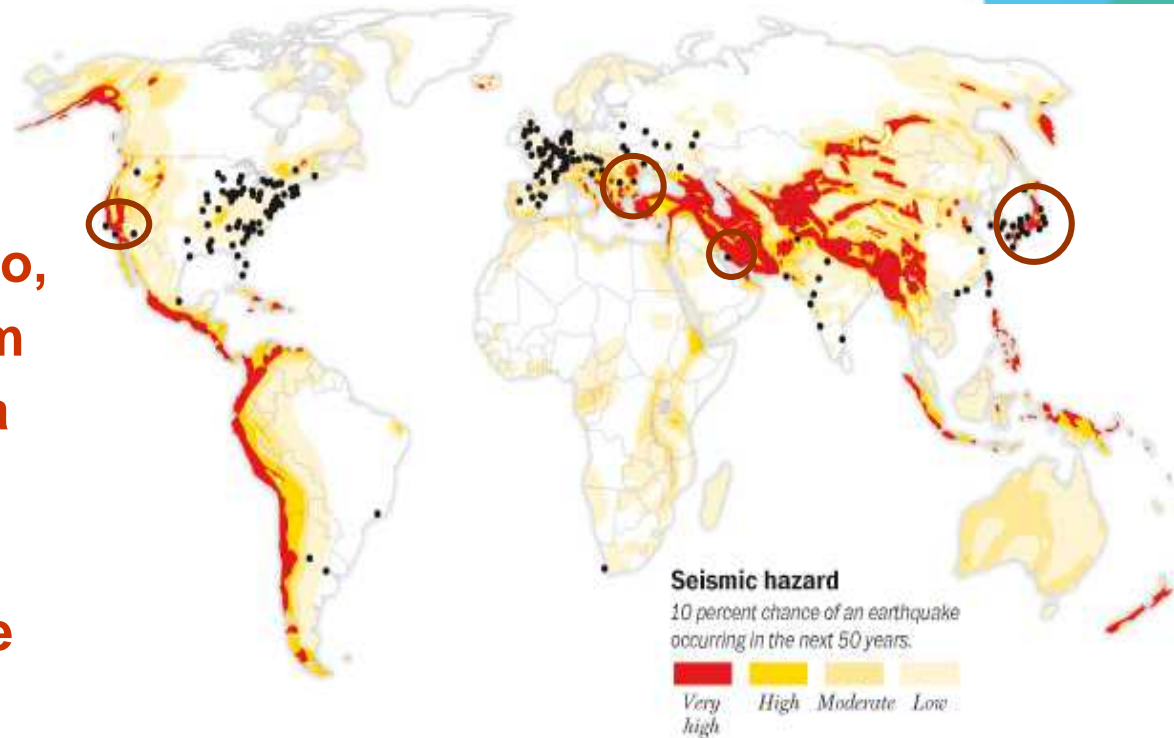 Seismic hazard
10 percent chance of an earthquake
occurring in the next 50 years.
Very high
High
Moderate
Low